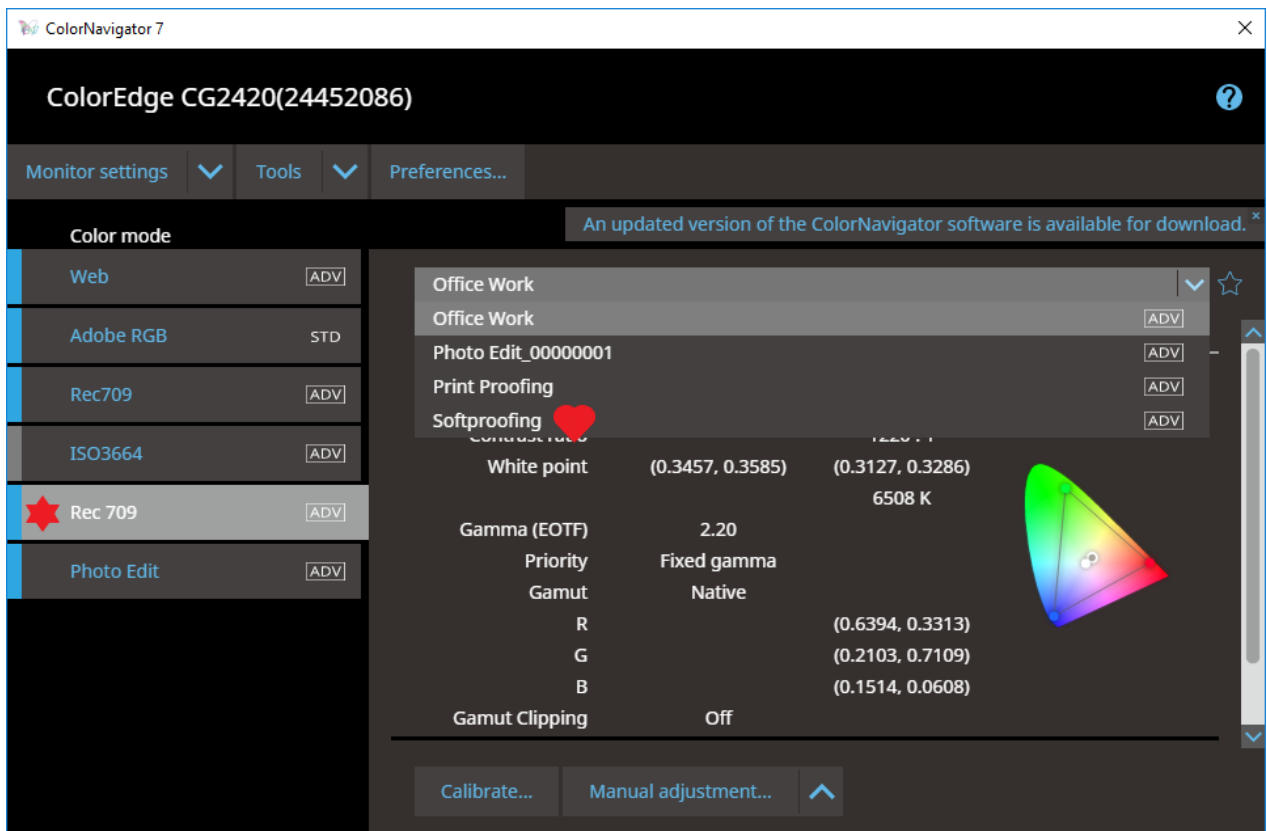 ColorNavigator 7
ColorEdge CG2420(24452086)
Monitor settings Tools Preferences...
An updated version of the ColorNavigator software is available for download.
Color mode
Web ADV
Adobe RGB STD
Rec709 ADV
ISO3664 ADV
Rec 709 ADV
Photo Edit ADV
Office Work
Office Work ADV
Photo Edit_00000001 ADV
Print Proofing ADV
Softproofing ADV
White point (0.3457, 0.3585) (0.3127, 0.3286)
6508 K
Gamma (EOTF) 2.20
Priority Fixed gamma
Gamut Native
R (0.6394, 0.3313)
G (0.2103, 0.7109)
B (0.1514, 0.0608)
Gamut Clipping Off
Calibrate... Manual adjustment...